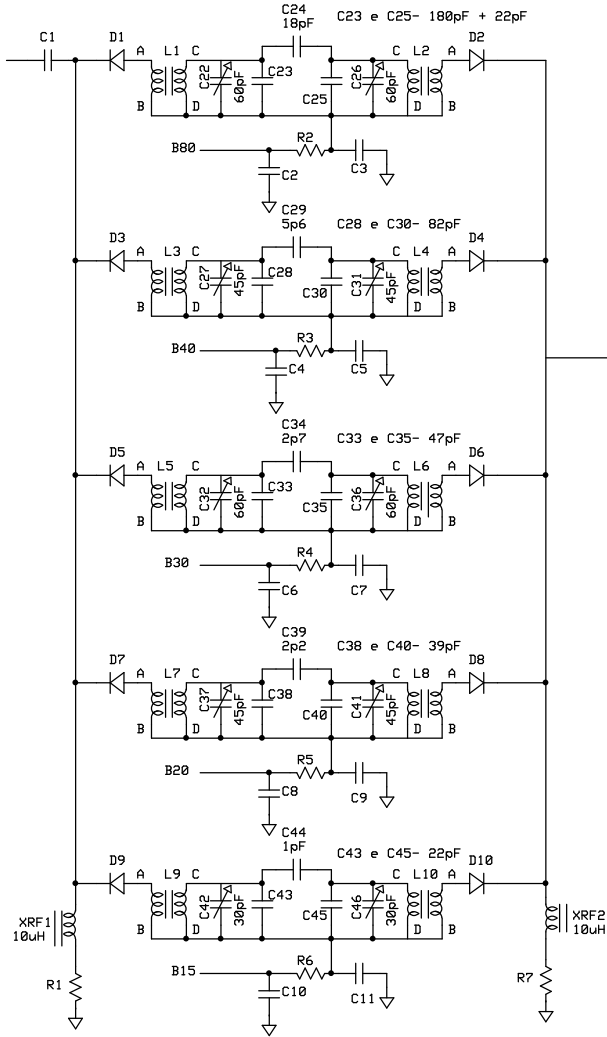 C24
18pF
C23 e C25- 180pF + 22pF
C1
D1
A
L1
C
C22
60pF
C23
C25
C26
60pF
C
L2
A
D2
B
D
D
B
B80
R2
C2
C3
C29
5p6
C28 e C30- 82pF
D3
A
L3
C
C27
45pF
C28
C30
C31
45pF
C
L4
A
D4
B
D
D
B
B40
R3
C4
C5
C34
2p7
C33 e C35- 47pF
D5
A
L5
C
C32
60pF
C33
C35
C36
60pF
C
L6
A
D6
B
D
D
B
B30
R4
C6
C7
C39
2p2
C38 e C40- 39pF
D7
A
L7
C
C37
45pF
C38
C40
C41
45pF
C
L8
A
D8
B
D
D
B
B20
R5
C8
C9
C44
1pF
C43 e C45- 22pF
D9
A
L9
C
C42
30pF
C43
C45
C46
30pF
C
L10
A
D10
B
D
D
B
XRF1
10uH
XRF2
10uH
B15
R6
R1
C10
C11
R7